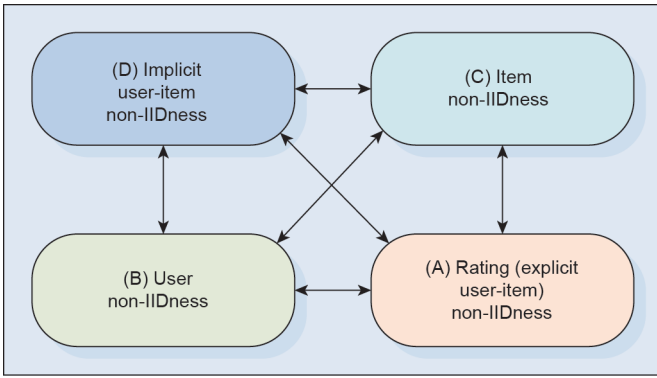 (D) Implicit
user-item
non-IIDness
(C) Item
non-IIDness
(B) User
non-IIDness
(A) Rating (explicit
user-item)
non-IIDness